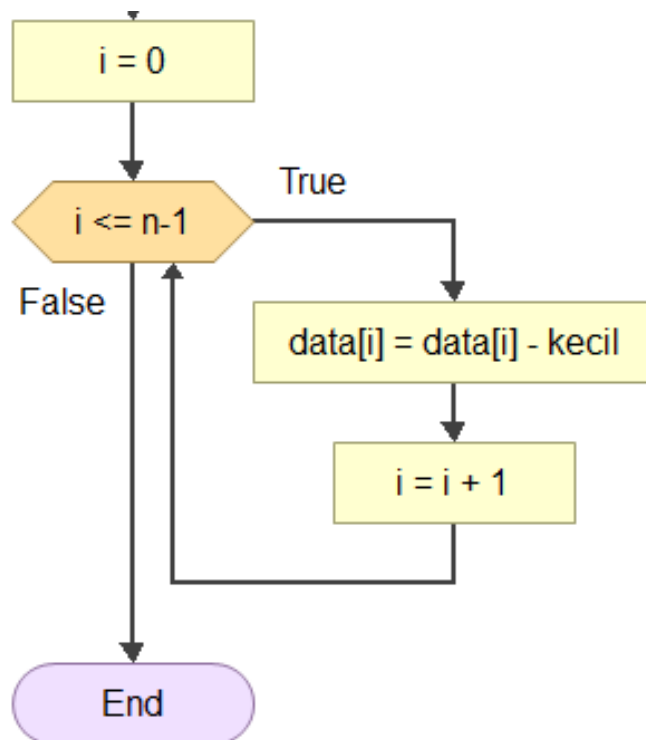 i = 0
True
i <= n-1
False
data[i] = data[i] - kecil
i = i + 1
End